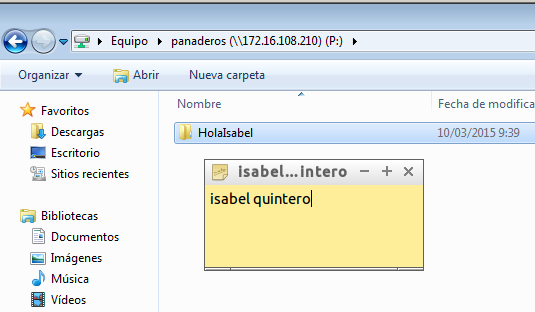 Equipo ▸ panaderos (\\172.16.108.210) (P:) ▸
Organizar Abrir Nueva carpeta
Nombre Fecha de modifica
Favoritos
Descargas
Escritorio
Sitios recientes
Bibliotecas
Documentos
Imágenes
Música
Vídeos
HolaIsabel 10/03/2015 9:39
isabel...intero
isabel quintero